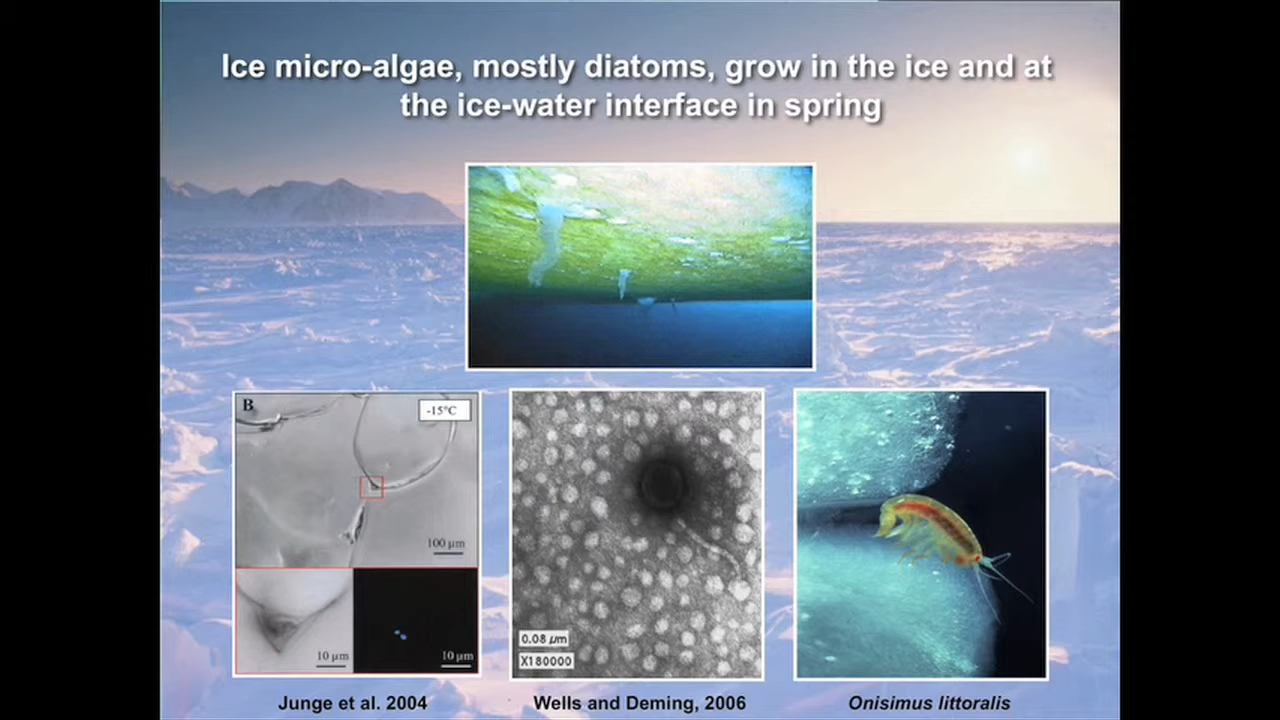 Ice micro-algae, mostly diatoms, grow in the ice and at
the ice-water interface in spring
B
-15°C
100 µm
10 µm
10 µm
0.08 µm
X180000
Junge et al. 2004
Wells and Deming, 2006
Onisimus littoralis